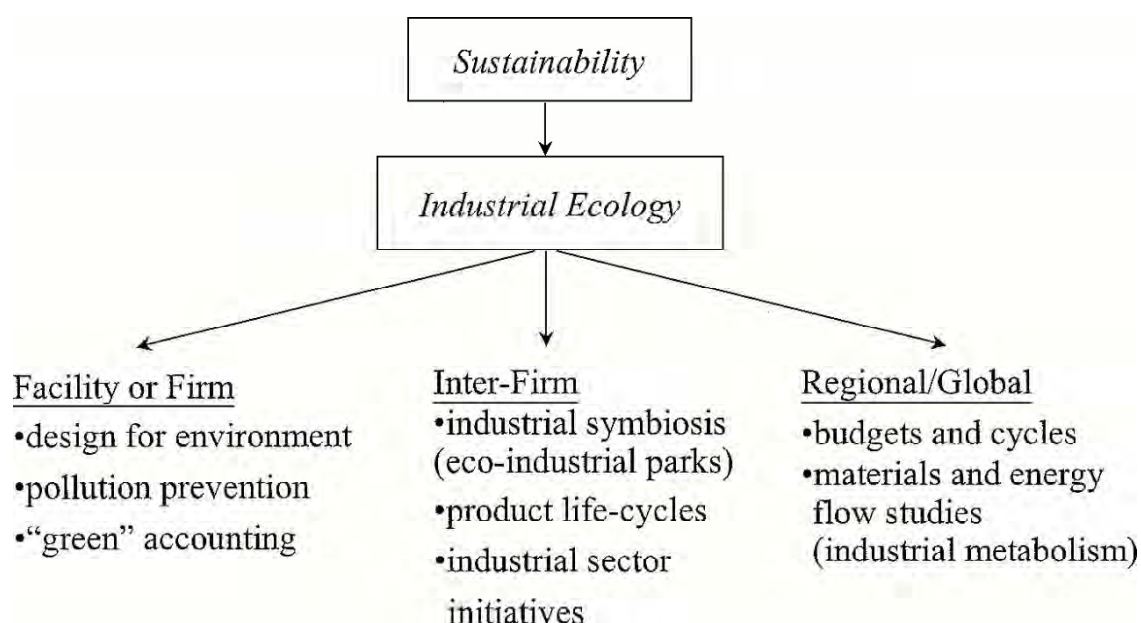 Sustainability
Industrial Ecology
Facility or Firm
•design for environment
•pollution prevention
•“green” accounting
Inter-Firm
•industrial symbiosis
(eco-industrial parks)
•product life-cycles
•industrial sector
initiatives
Regional/Global
•budgets and cycles
•materials and energy
flow studies
(industrial metabolism)